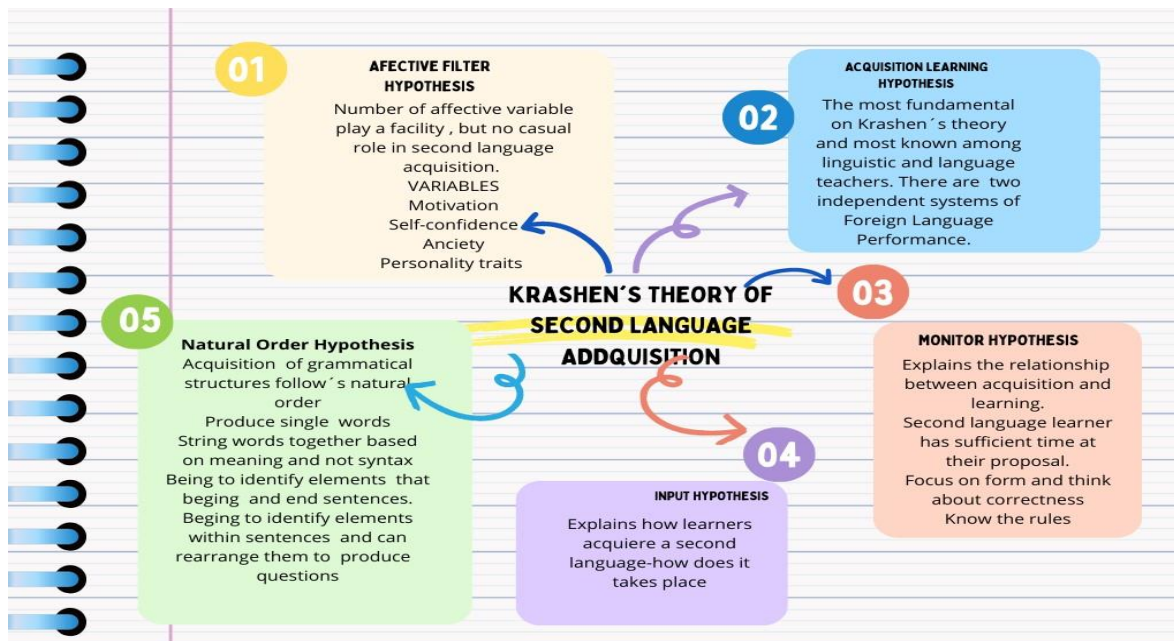 01
AFECTIVE FILTER
HYPOTHESIS
Number of affective variable
play a facility , but no casual
role in second language
acquisition.
VARIABLES
Motivation
Self-confidence
Anciety
Personality traits
02
ACQUISITION LEARNING
HYPOTHESIS
The most fundamental
on Krashen´s theory
and most known among
linguistic and language
teachers. There are two
independent systems of
Foreign Language
Performance.
KRASHEN´S THEORY OF
SECOND LANGUAGE
ADDQUISITION
03
MONITOR HYPOTHESIS
Explains the relationship
between acquisition and
learning.
Second language learner
has sufficient time at
their proposal.
Focus on form and think
about correctness
Know the rules
04
INPUT HYPOTHESIS
Explains how learners
acquiere a second
language-how does it
takes place
05
Natural Order Hypothesis
Acquisition of grammatical
structures follow´s natural
order
Produce single words
String words together based
on meaning and not syntax
Being to identify elements that
beging and end sentences.
Beging to identify elements
within sentences and can
rearrange them to produce
questions